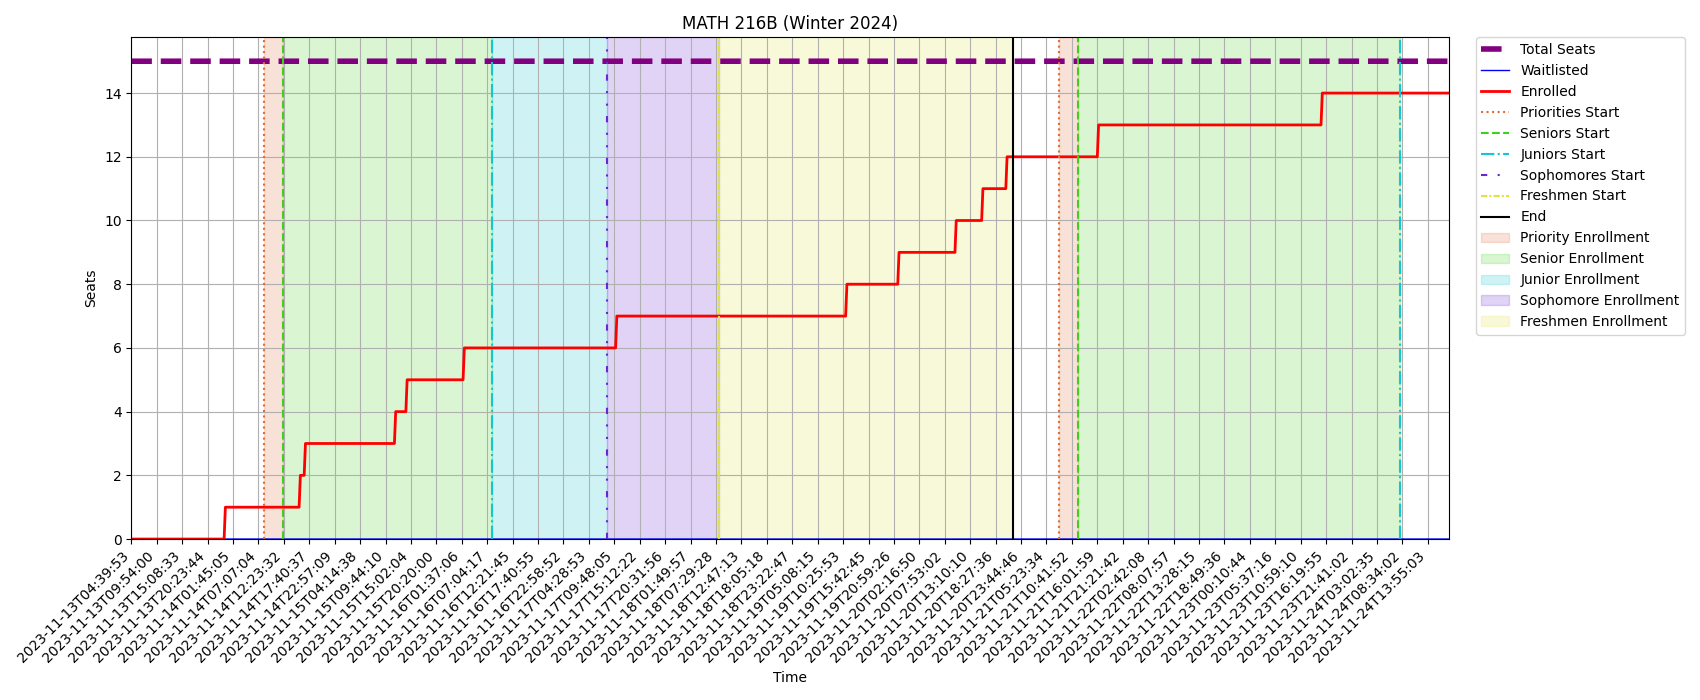 MATH 216B (Winter 2024)
Total Seats
Waitlisted
Enrolled
Priorities Start
Seniors Start
Juniors Start
Sophomores Start
Freshmen Start
End
Priority Enrollment
Senior Enrollment
Junior Enrollment
Sophomore Enrollment
Freshmen Enrollment
Seats
14
12
10
8
6
4
2
0
2023-11-13T04:39:53
2023-11-13T09:54:00
2023-11-13T15:08:33
2023-11-13T20:23:44
2023-11-14T01:45:05
2023-11-14T07:07:04
2023-11-14T12:23:32
2023-11-14T17:40:37
2023-11-14T22:57:09
2023-11-15T04:14:38
2023-11-15T09:44:10
2023-11-15T15:02:04
2023-11-15T20:20:00
2023-11-16T01:37:06
2023-11-16T07:04:17
2023-11-16T12:21:45
2023-11-16T17:40:55
2023-11-16T22:58:52
2023-11-17T04:28:53
2023-11-17T09:48:05
2023-11-17T15:12:22
2023-11-17T20:31:56
2023-11-18T01:49:57
2023-11-18T07:29:28
2023-11-18T12:47:13
2023-11-18T18:05:18
2023-11-18T23:22:47
2023-11-19T05:08:15
2023-11-19T10:25:53
2023-11-19T15:42:45
2023-11-19T20:59:26
2023-11-20T02:16:50
2023-11-20T07:53:02
2023-11-20T13:10:10
2023-11-20T18:27:36
2023-11-20T23:44:46
2023-11-21T05:23:34
2023-11-21T10:41:52
2023-11-21T16:01:59
2023-11-21T21:21:42
2023-11-22T02:42:08
2023-11-22T08:07:57
2023-11-22T13:28:15
2023-11-22T18:49:36
2023-11-23T00:10:44
2023-11-23T05:37:16
2023-11-23T10:59:10
2023-11-23T16:19:55
2023-11-23T21:41:02
2023-11-24T03:02:35
2023-11-24T08:34:02
2023-11-24T13:55:03
Time